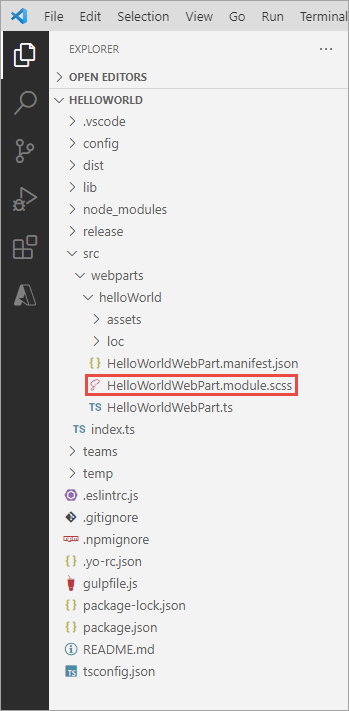 File Edit Selection View Go Run Terminal
EXPLORER ...
OPEN EDITORS
HELLOWORLD
.vscode
config
dist
lib
node_modules
release
src
webparts
helloWorld
assets
loc
{} HelloWorldWebPart.manifest.json
HelloWorldWebPart.module.scss
TS HelloWorldWebPart.ts
TS index.ts
teams
temp
.eslintrc.js
.gitignore
npm .npmignore
{} .yo-rc.json
gulpfile.js
{} package-lock.json
{} package.json
README.md
TS tsconfig.json